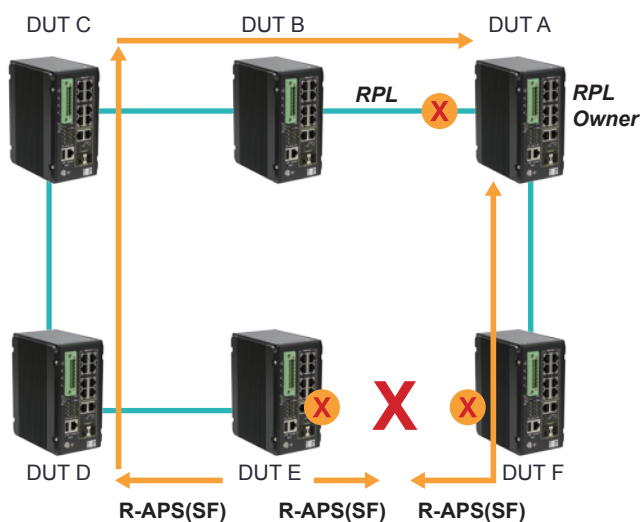 DUT C
DUT B
DUT A
RPL
X
RPL
Owner
X
X
X
DUT D
DUT E
DUT F
R-APS(SF)
R-APS(SF)
R-APS(SF)